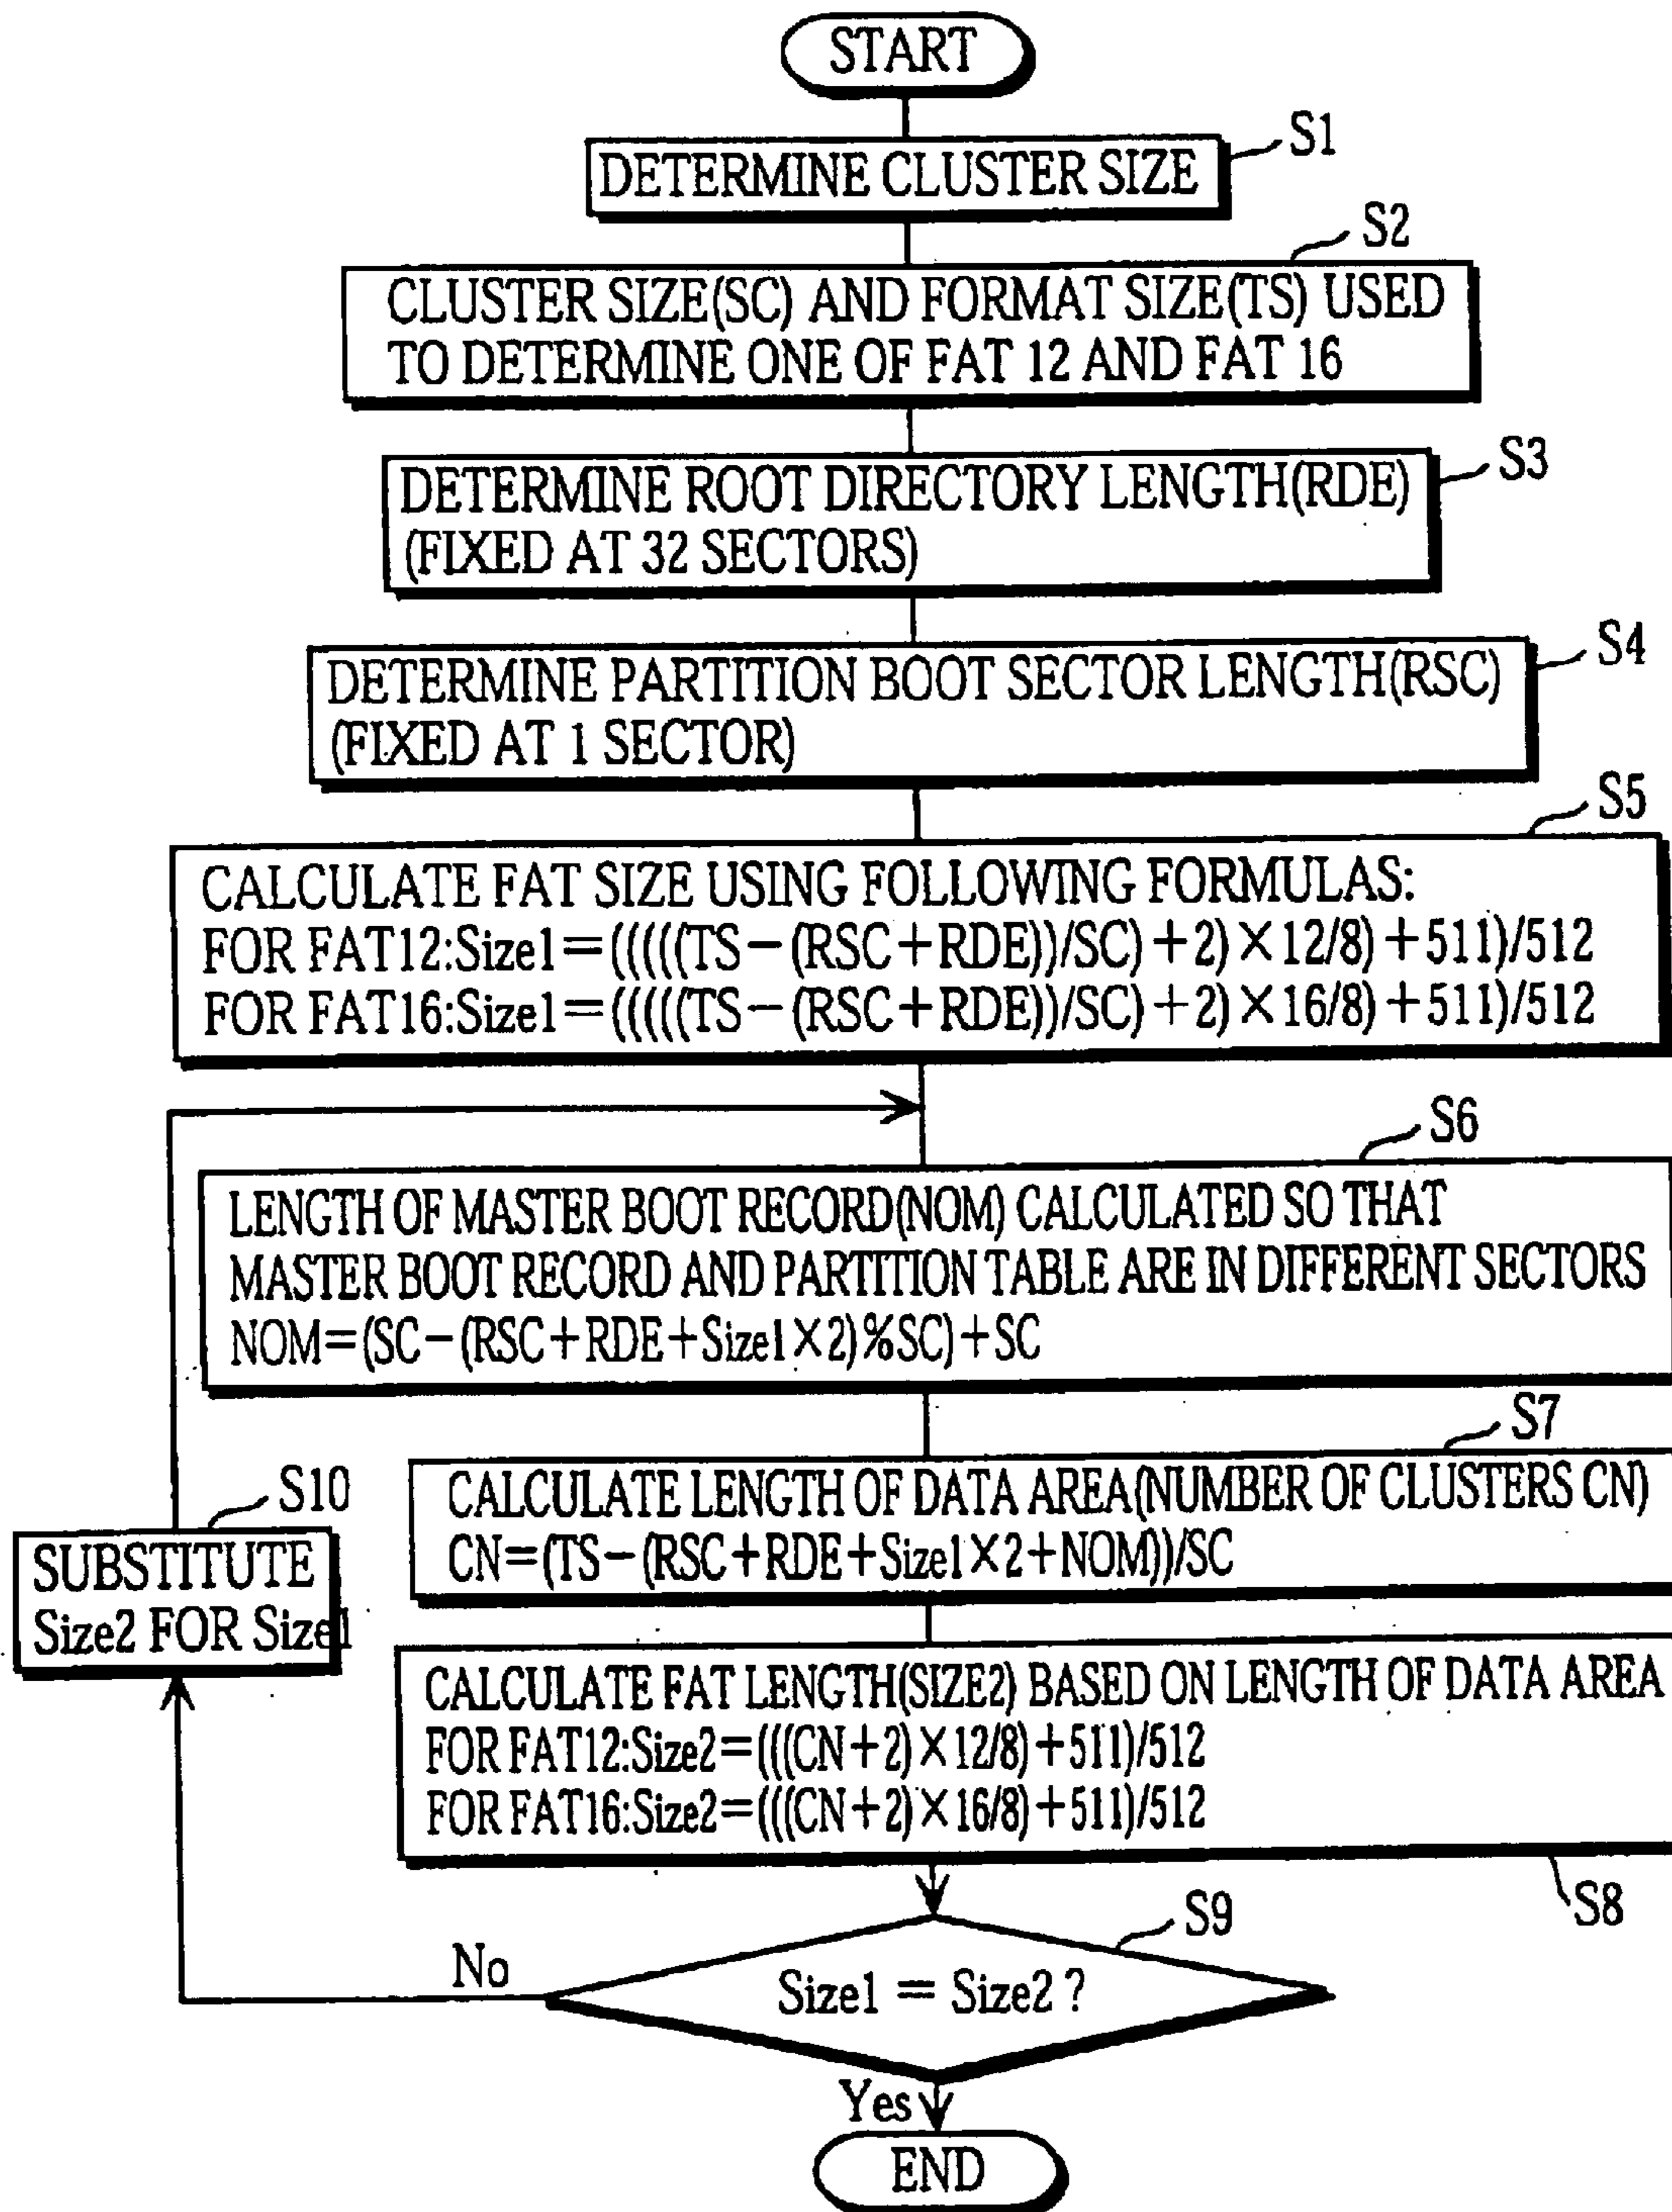 START
S1
DETERMINE CLUSTER SIZE
S2
CLUSTER SIZE(SC) AND FORMAT SIZE(TS) USED
TO DETERMINE ONE OF FAT 12 AND FAT 16
S3
DETERMINE ROOT DIRECTORY LENGTH(RDE)
(FIXED AT 32 SECTORS)
S4
DETERMINE PARTITION BOOT SECTOR LENGTH(RSC)
(FIXED AT 1 SECTOR)
S5
CALCULATE FAT SIZE USING FOLLOWING FORMULAS:
FOR FAT12:Size1=(((((TS-(RSC+RDE))/SC)+2)×12/8)+511)/512
FOR FAT16:Size1=(((((TS-(RSC+RDE))/SC)+2)×16/8)+511)/512
S6
LENGTH OF MASTER BOOT RECORD(NOM) CALCULATED SO THAT
MASTER BOOT RECORD AND PARTITION TABLE ARE IN DIFFERENT SECTORS
NOM=(SC-(RSC+RDE+Size1×2)%SC)+SC
S7
CALCULATE LENGTH OF DATA AREA(NUMBER OF CLUSTERS CN)
CN=(TS-(RSC+RDE+Size1×2+NOM))/SC
S10
SUBSTITUTE
Size2 FOR Size1
CALCULATE FAT LENGTH(SIZE2) BASED ON LENGTH OF DATA AREA
FOR FAT12:Size2=(((CN+2)×12/8)+511)/512
FOR FAT16:Size2=(((CN+2)×16/8)+511)/512
S8
S9
No
Size1 = Size2 ?
Yes
END